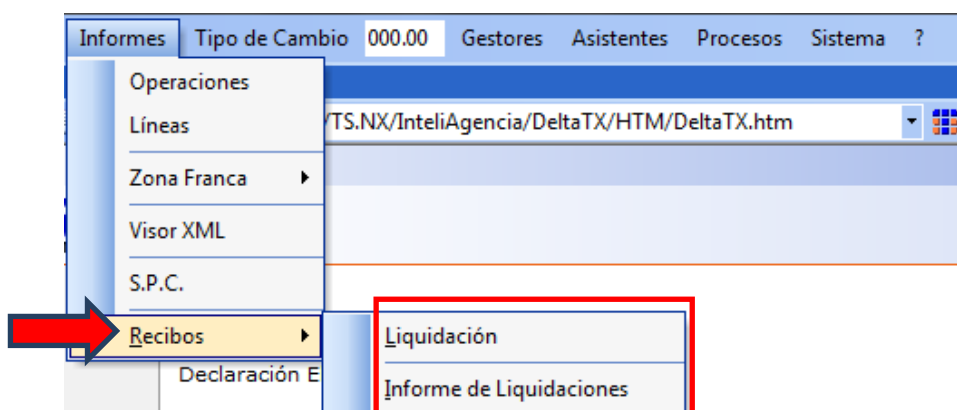 Informes Tipo de Cambio 000.00 Gestores Asistentes Procesos Sistema ?
Operaciones
Líneas /TS.NX/InteliAgencia/DeltaTX/HTM/DeltaTX.htm
Zona Franca
Visor XML
S.P.C.
Recibos Liquidación
Declaración E Informe de Liquidaciones